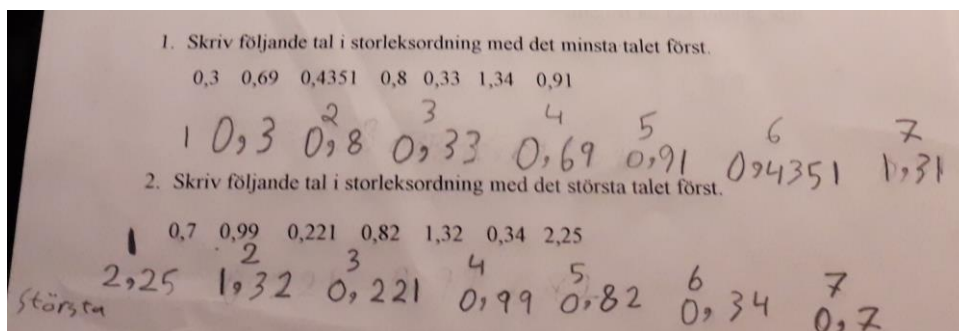 1. Skriv följande tal i storleksordning med det minsta talet först.
0,3 0,69 0,4351 0,8 0,33 1,34 0,91
2 3 4 5 6 7
1 0,3 0,8 0,33 0,69 0,91 0,4351 1,31
2. Skriv följande tal i storleksordning med det största talet först.
0,7 0,99 0,221 0,82 1,32 0,34 2,25
1 2 3 4 5 6 7
2,25 1,32 0,221 0,99 0,82 0,34 0,7
största